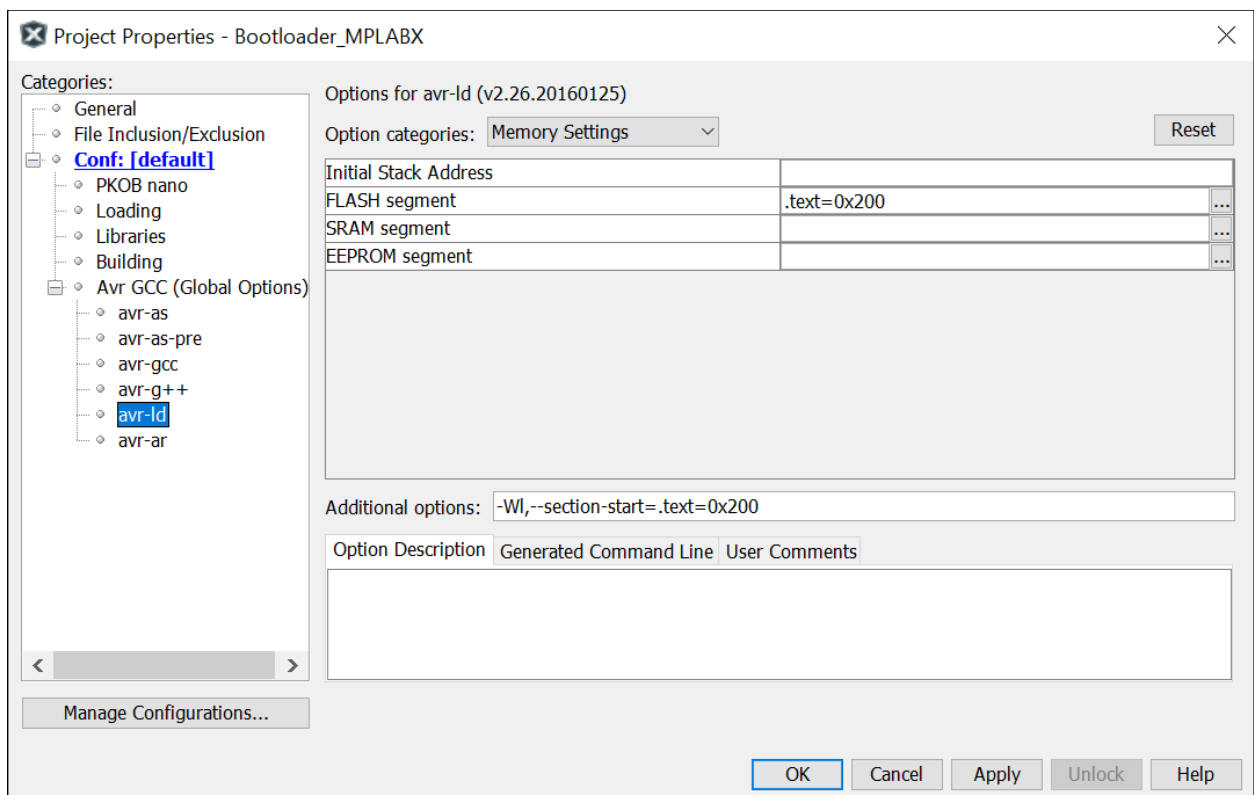 Project Properties - Bootloader_MPLABX
Categories:
General
File Inclusion/Exclusion
Conf: [default]
PKOB nano
Loading
Libraries
Building
Avr GCC (Global Options)
avr-as
avr-as-pre
avr-gcc
avr-g++
avr-ld
avr-ar
Manage Configurations...
Options for avr-ld (v2.26.20160125)
Option categories: Memory Settings Reset
Initial Stack Address
FLASH segment .text=0x200 ...
SRAM segment ...
EEPROM segment ...
Additional options: -Wl,--section-start=.text=0x200
Option Description Generated Command Line User Comments
OK Cancel Apply Unlock Help